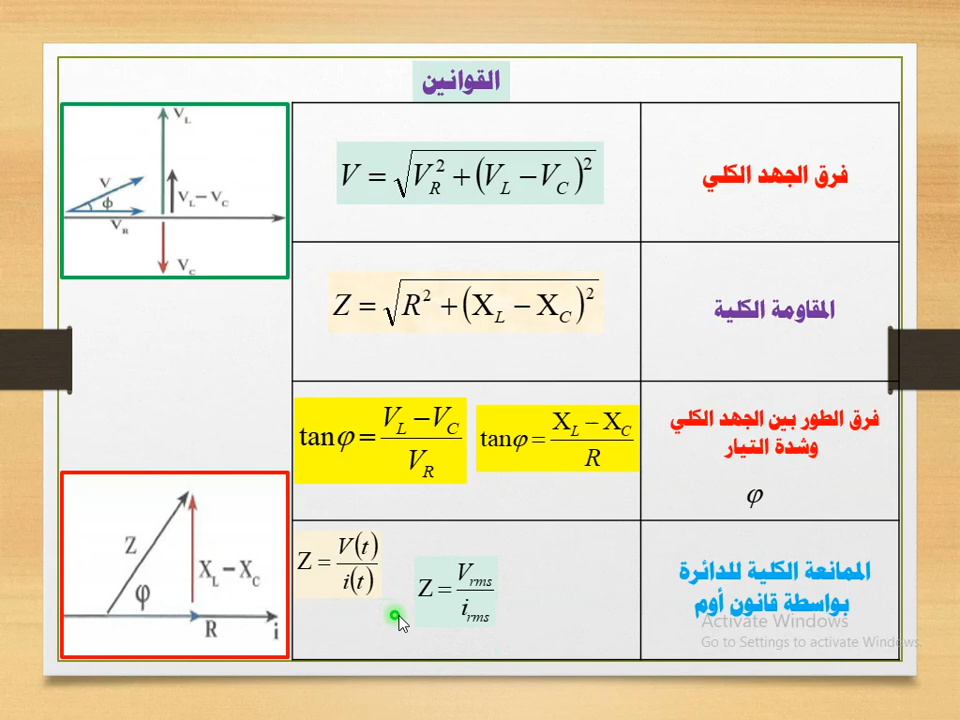 القوانين
فرق الجهد الكلي
V = √V_R² + (V_L − V_C)²
V_L
V
φ
V_L − V_C
V_R
V_C
المقاومة الكلية
Z = √R² + (X_L − X_C)²
فرق الطور بين الجهد الكلي
وشدة التيار
φ
tanφ = (V_L − V_C) / V_R
tanφ = (X_L − X_C) / R
الممانعة الكلية للدائرة
بواسطة قانون أوم
Z = V(t) / i(t)
Z = V_rms / i_rms
Z
X_L − X_C
φ
R
i
Activate Windows
Go to Settings to activate Windows.